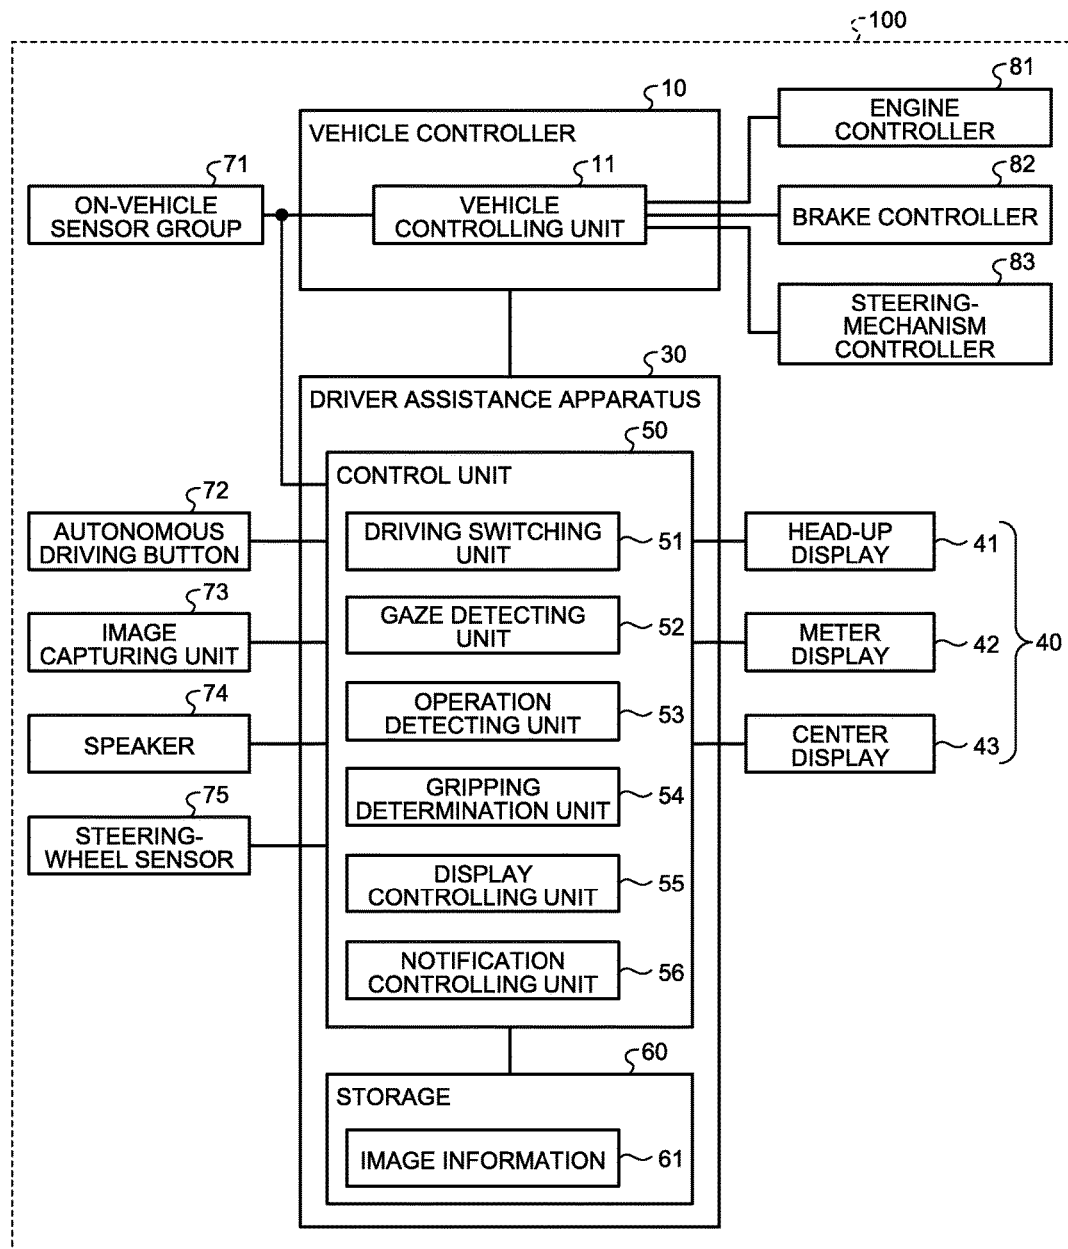 100
10
VEHICLE CONTROLLER
11
VEHICLE
CONTROLLING UNIT
71
ON-VEHICLE
SENSOR GROUP
81
ENGINE
CONTROLLER
82
BRAKE CONTROLLER
83
STEERING-
MECHANISM
CONTROLLER
30
DRIVER ASSISTANCE APPARATUS
50
CONTROL UNIT
72
AUTONOMOUS
DRIVING BUTTON
73
IMAGE
CAPTURING UNIT
74
SPEAKER
75
STEERING-
WHEEL SENSOR
DRIVING SWITCHING
UNIT
51
GAZE DETECTING
UNIT
52
OPERATION
DETECTING UNIT
53
GRIPPING
DETERMINATION UNIT
54
DISPLAY
CONTROLLING UNIT
55
NOTIFICATION
CONTROLLING UNIT
56
HEAD-UP
DISPLAY
41
METER
DISPLAY
42
CENTER
DISPLAY
43
40
60
STORAGE
IMAGE INFORMATION
61